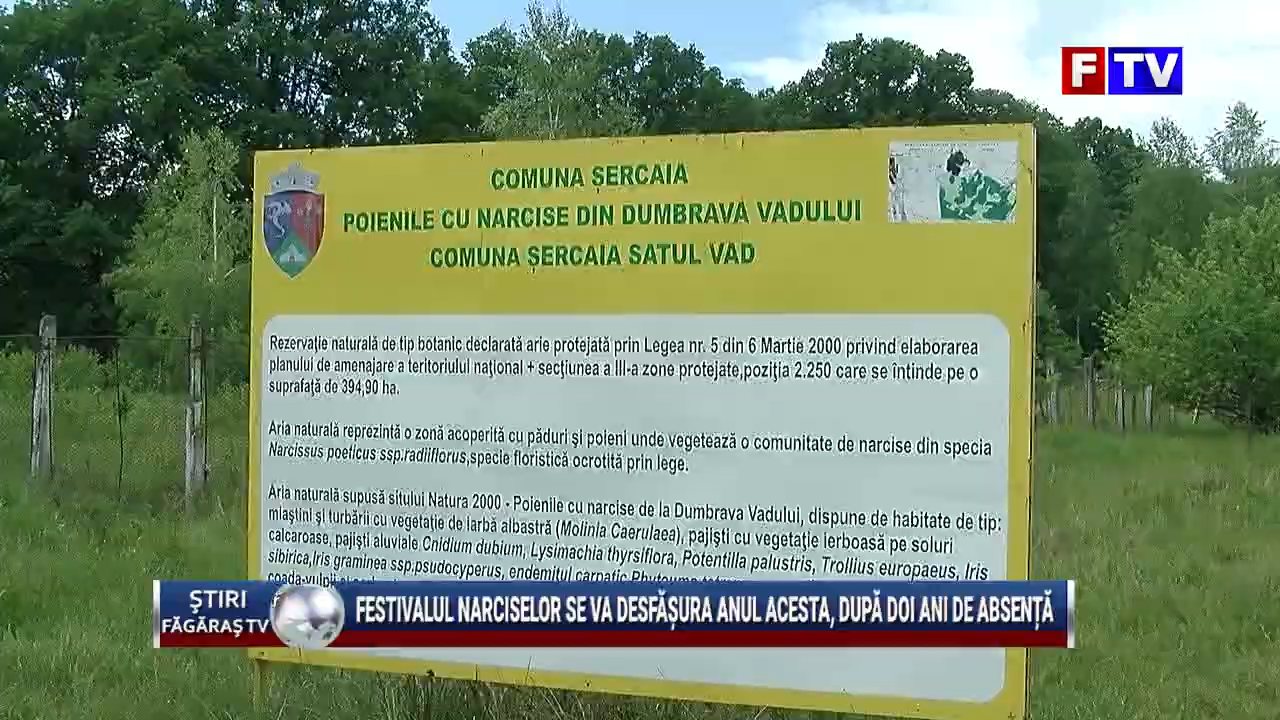 FTV
COMUNA ȘERCAIA
POIENILE CU NARCISE DIN DUMBRAVA VADULUI
COMUNA ȘERCAIA SATUL VAD
Rezervaţie naturală de tip botanic declarată arie protejată prin Legea nr. 5 din 6 Martie 2000 privind elaborarea
planului de amenajare a teritoriului naţional + secţiunea a III-a zone protejate,poziţia 2.250 care se întinde pe o
suprafaţă de 394,90 ha.
Aria naturală reprezintă o zonă acoperită cu păduri şi poieni unde vegetează o comunitate de narcise din specia
Narcissus poeticus ssp.radiiflorus,specie floristică ocrotită prin lege.
Aria naturală supusă sitului Natura 2000 - Poienile cu narcise de la Dumbrava Vadului, dispune de habitate de tip:
mlaştini şi turbării cu vegetaţie de iarbă albastră (Molinia Caerulaea), pajişti cu vegetaţie ierboasă pe soluri
calcaroase, pajişti aluviale Cnidium dubium, Lysimachia thyrsiflora, Potentilla palustris, Trollius europaeus, Iris
sibirica,Iris graminea ssp.psudocyperus, endemitul carpatic Phyteuma
coada-vulpii
ŞTIRI
FĂGĂRAŞ TV
FESTIVALUL NARCISELOR SE VA DESFĂȘURA ANUL ACESTA, DUPĂ DOI ANI DE ABSENȚĂ